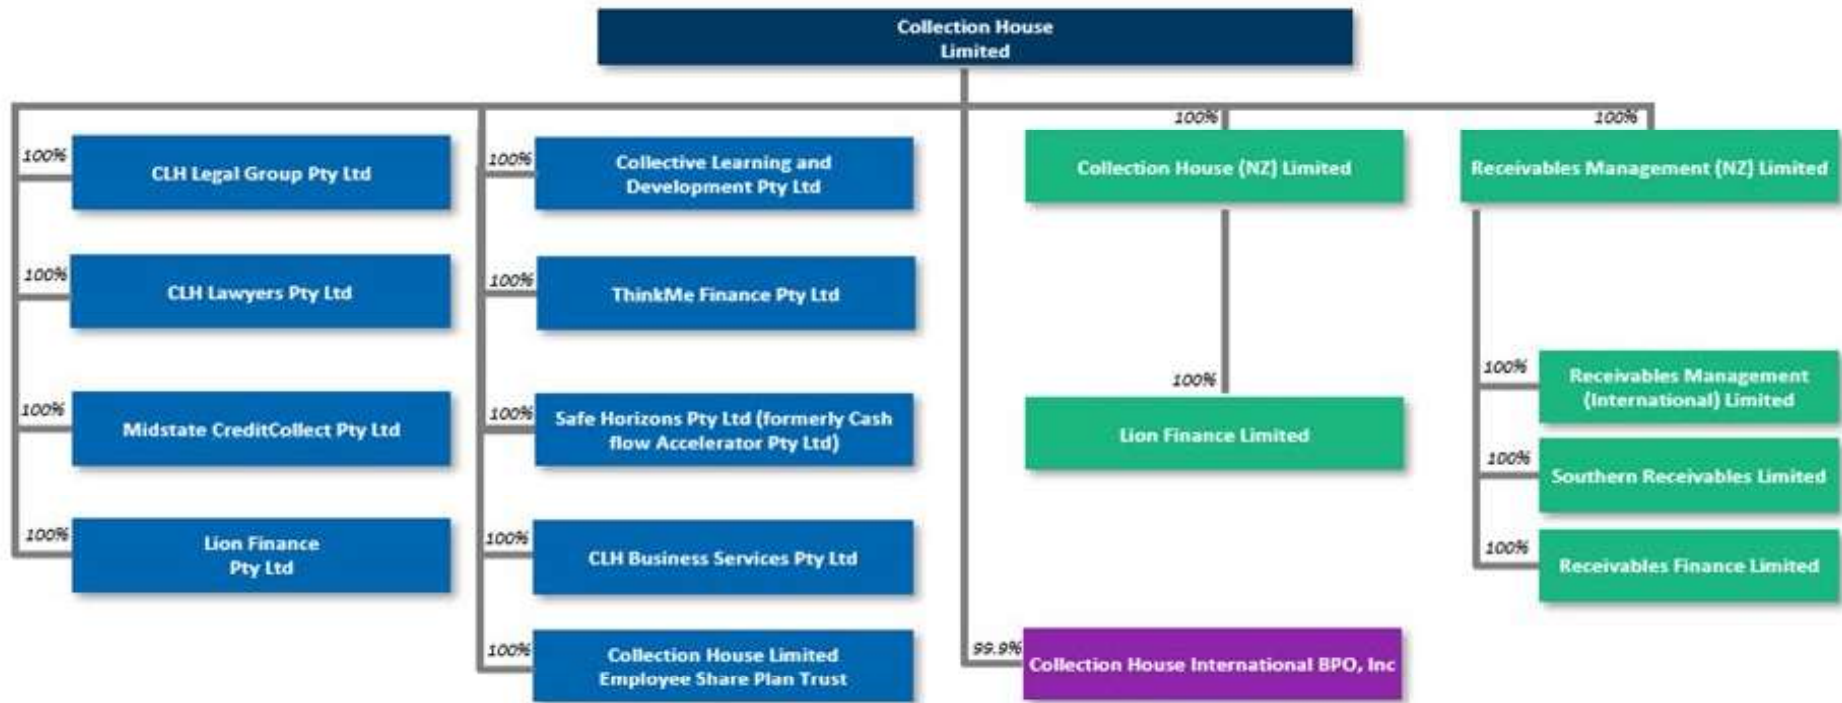 Collection House
Limited
100%
CLH Legal Group Pty Ltd
100%
CLH Lawyers Pty Ltd
100%
Midstate CreditCollect Pty Ltd
100%
Lion Finance
Pty Ltd
100%
Collective Learning and
Development Pty Ltd
100%
ThinkMe Finance Pty Ltd
100%
Safe Horizons Pty Ltd (formerly Cash
flow Accelerator Pty Ltd)
100%
CLH Business Services Pty Ltd
100%
Collection House Limited
Employee Share Plan Trust
100%
Collection House (NZ) Limited
100%
Lion Finance Limited
99.9%
Collection House International BPO, Inc
100%
Receivables Management (NZ) Limited
100%
Receivables Management
(International) Limited
100%
Southern Receivables Limited
100%
Receivables Finance Limited